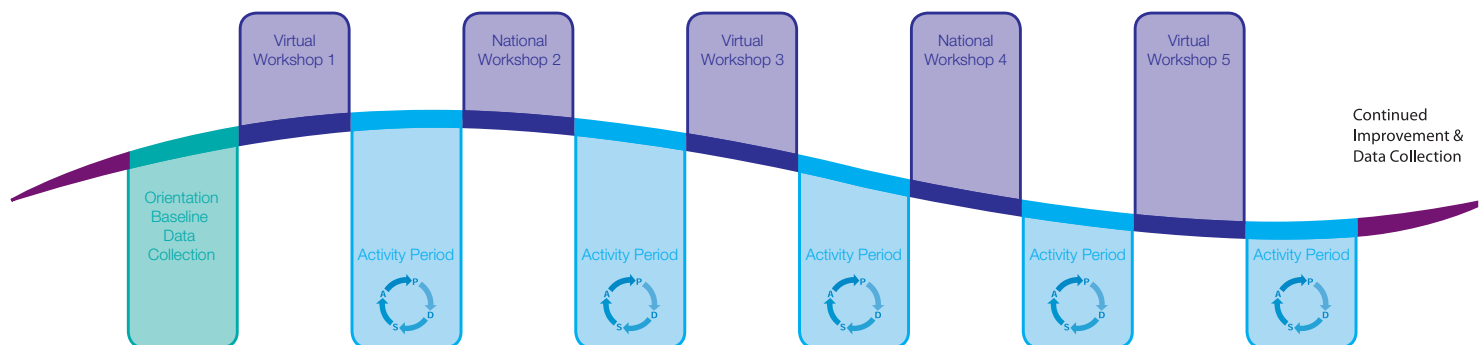 Virtual
Workshop 1
National
Workshop 2
Virtual
Workshop 3
National
Workshop 4
Virtual
Workshop 5
Continued
Improvement &
Data Collection
Orientation
Baseline
Data
Collection
Activity Period
A
P
D
S
Activity Period
A
P
D
S
Activity Period
A
P
D
S
Activity Period
A
P
D
S
Activity Period
A
P
D
S